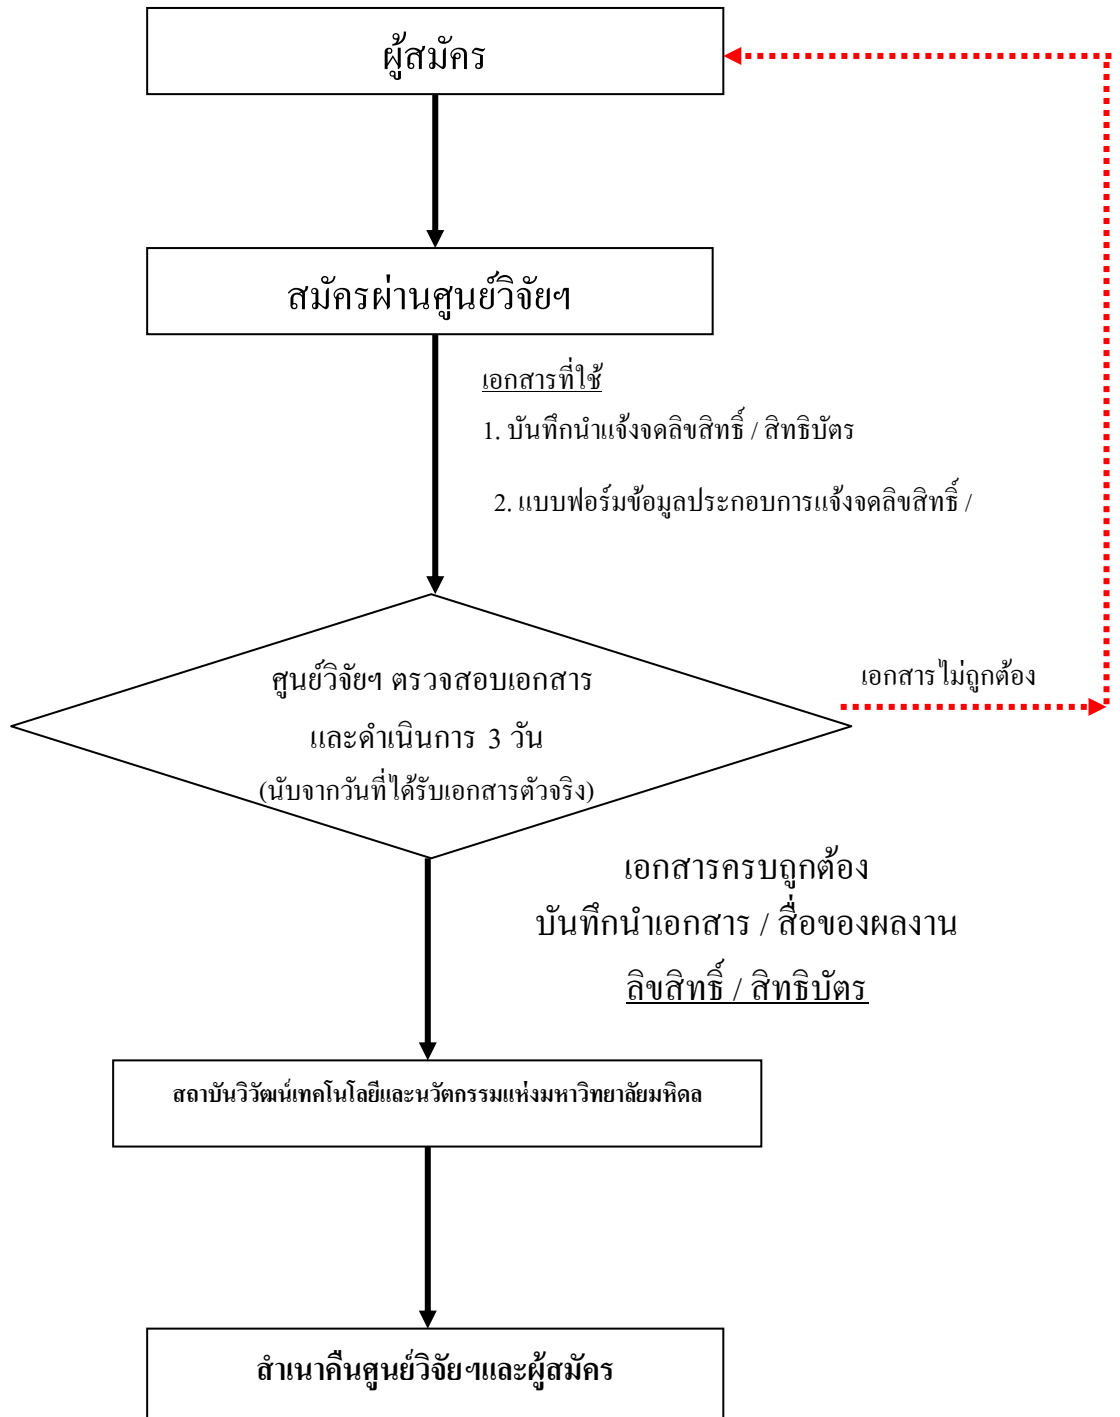 ผู้สมัคร
สมัครผ่านศูนย์วิจัยฯ
เอกสารที่ใช้
1. บันทึกนำแจ้งจดลิขสิทธิ์ / สิทธิบัตร
2. แบบฟอร์มข้อมูลประกอบการแจ้งจดลิขสิทธิ์ /
ศูนย์วิจัยฯ ตรวจสอบเอกสาร
และดำเนินการ 3 วัน
(นับจากวันที่ได้รับเอกสารตัวจริง)
เอกสารไม่ถูกต้อง
เอกสารครบถูกต้อง
บันทึกนำเอกสาร / สื่อของผลงาน
ลิขสิทธิ์ / สิทธิบัตร
สถาบันวิวัฒน์เทคโนโลยีและนวัตกรรมแห่งมหาวิทยาลัยมหิดล
สำเนาคืนศูนย์วิจัยฯและผู้สมัคร